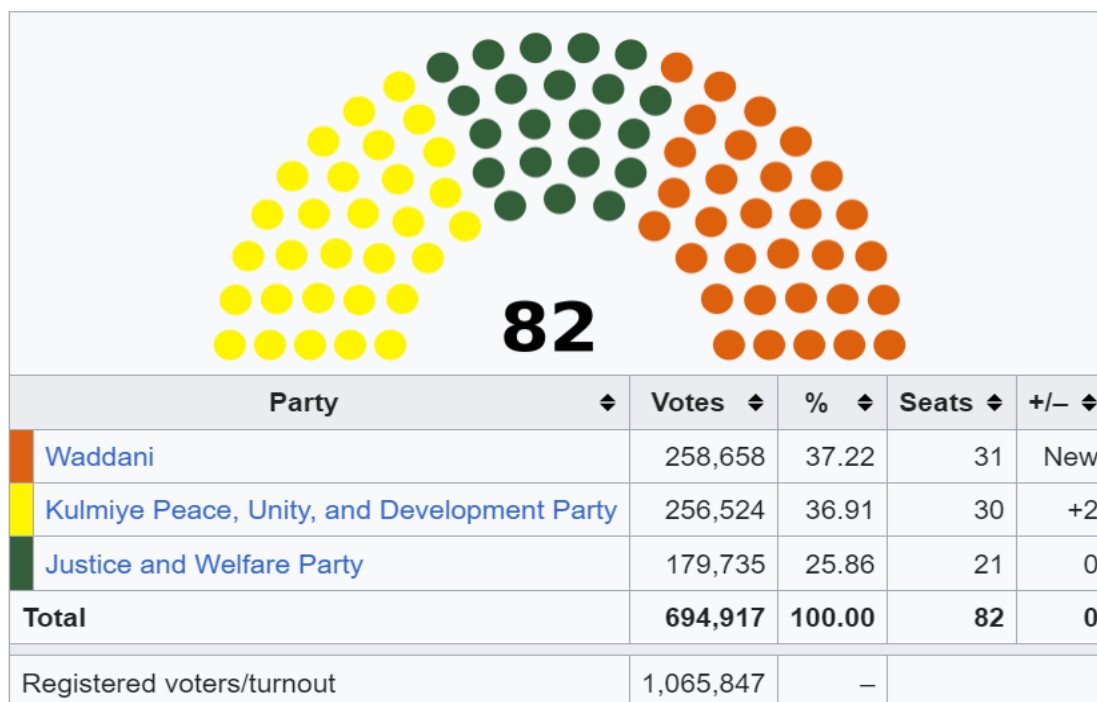 82
Party Votes % Seats +/–
Waddani 258,658 37.22 31 New
Kulmiye Peace, Unity, and Development Party 256,524 36.91 30 +2
Justice and Welfare Party 179,735 25.86 21 0
Total 694,917 100.00 82 0
Registered voters/turnout 1,065,847 –